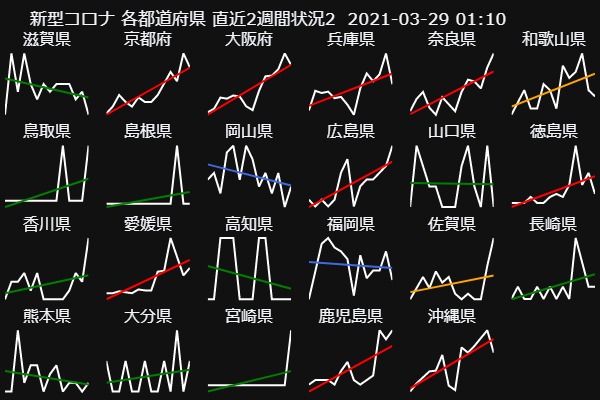 新型コロナ 各都道府県 直近2週間状況2 2021-03-29 01:10
滋賀県 京都府 大阪府 兵庫県 奈良県 和歌山県
鳥取県 島根県 岡山県 広島県 山口県 徳島県
香川県 愛媛県 高知県 福岡県 佐賀県 長崎県
熊本県 大分県 宮崎県 鹿児島県 沖縄県